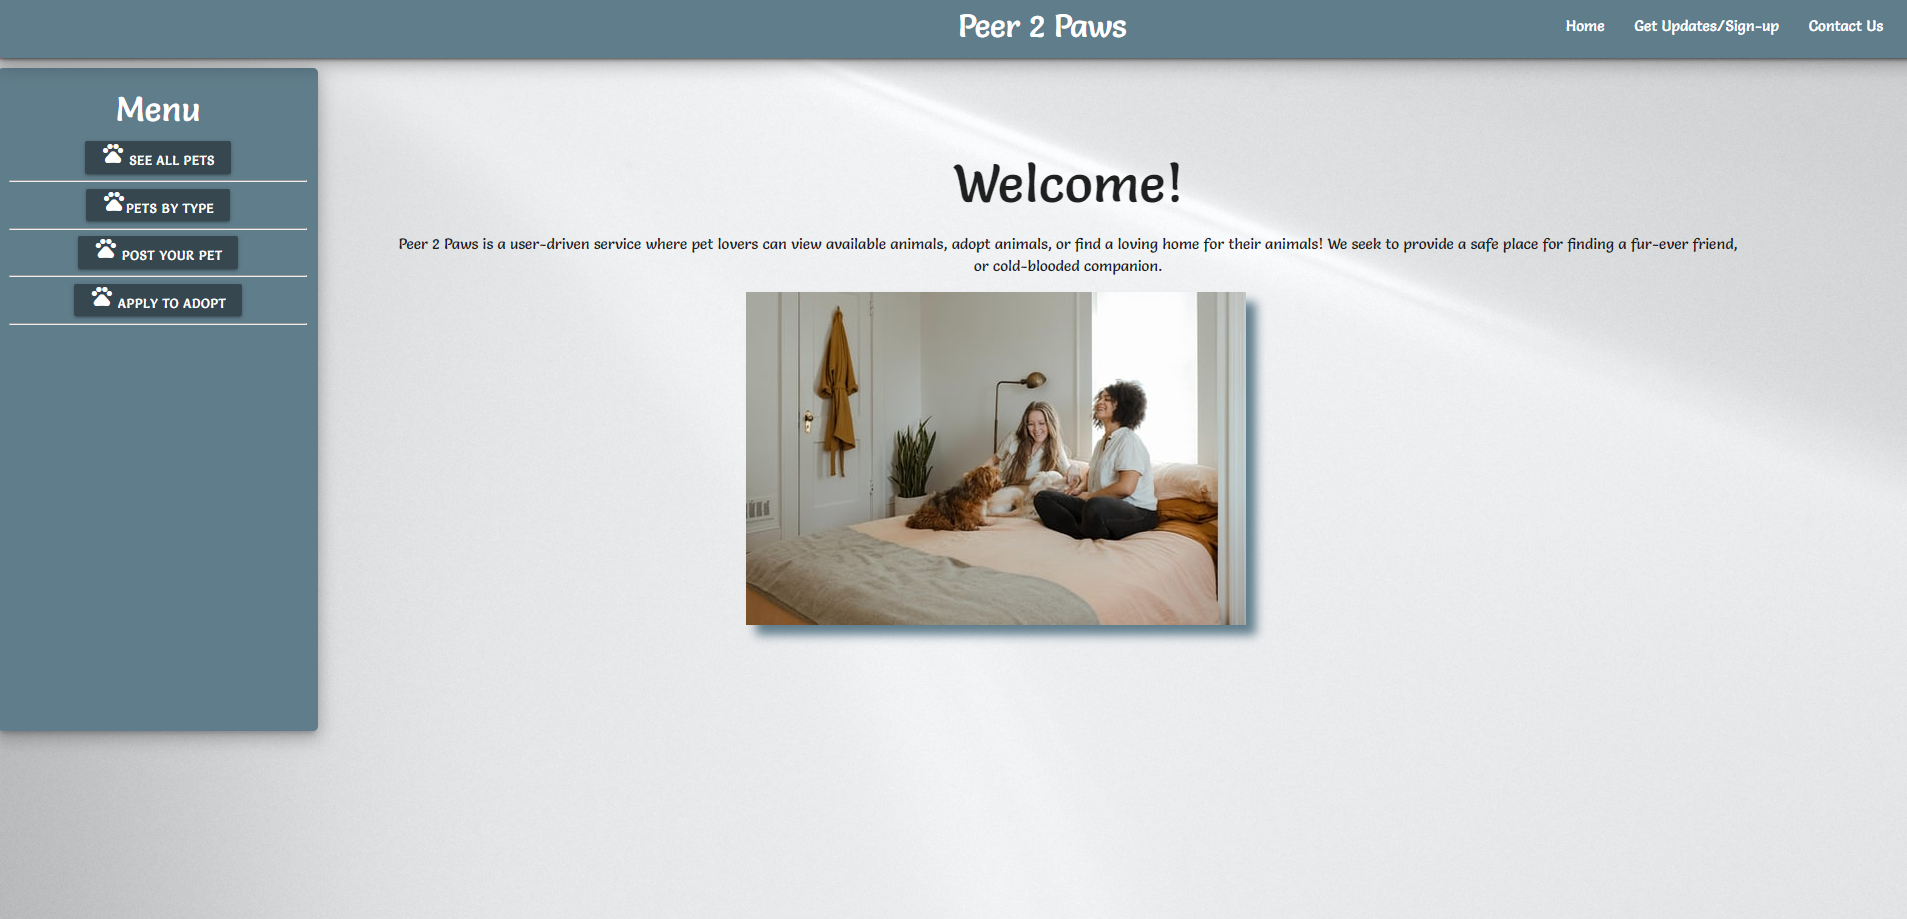 Peer 2 Paws
Home Get Updates/Sign-up Contact Us
Menu
SEE ALL PETS
PETS BY TYPE
POST YOUR PET
APPLY TO ADOPT
Welcome!
Peer 2 Paws is a user-driven service where pet lovers can view available animals, adopt animals, or find a loving home for their animals! We seek to provide a safe place for finding a fur-ever friend,
or cold-blooded companion.